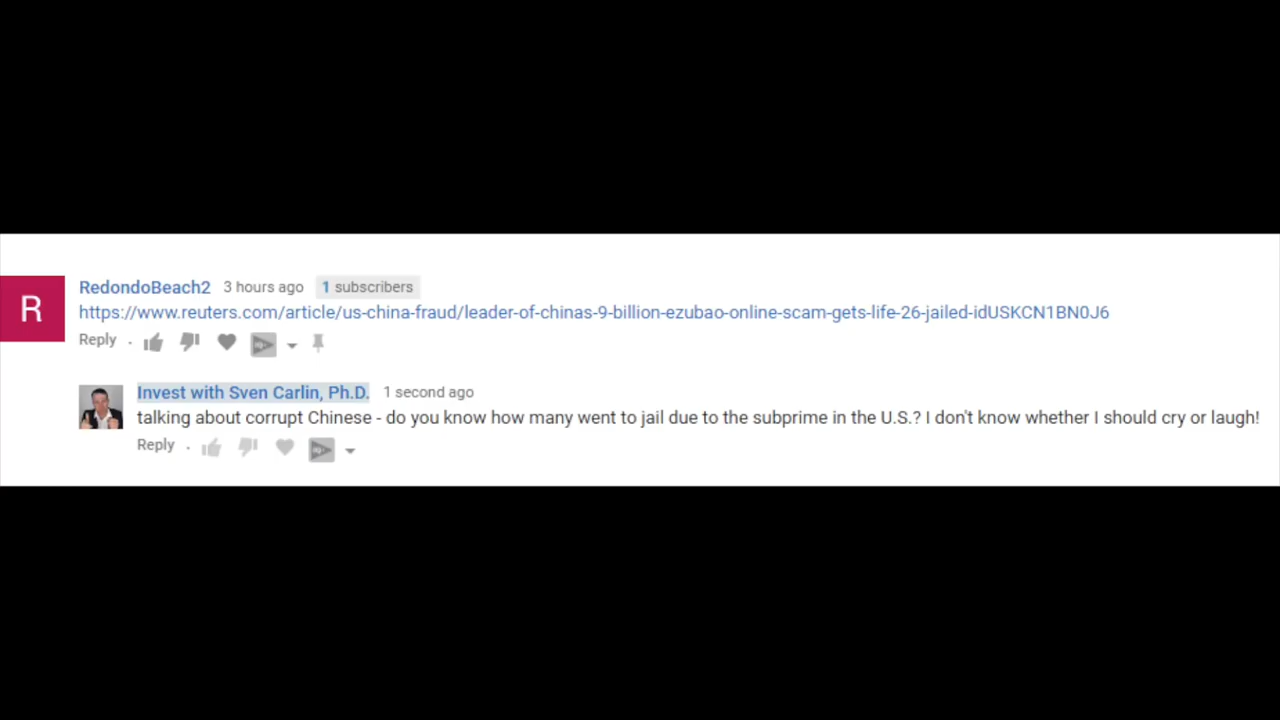 R
RedondoBeach2 3 hours ago 1 subscribers
https://www.reuters.com/article/us-china-fraud/leader-of-chinas-9-billion-ezubao-online-scam-gets-life-26-jailed-idUSKCN1BN0J6
Reply
Invest with Sven Carlin, Ph.D. 1 second ago
talking about corrupt Chinese - do you know how many went to jail due to the subprime in the U.S.? I don't know whether I should cry or laugh!
Reply